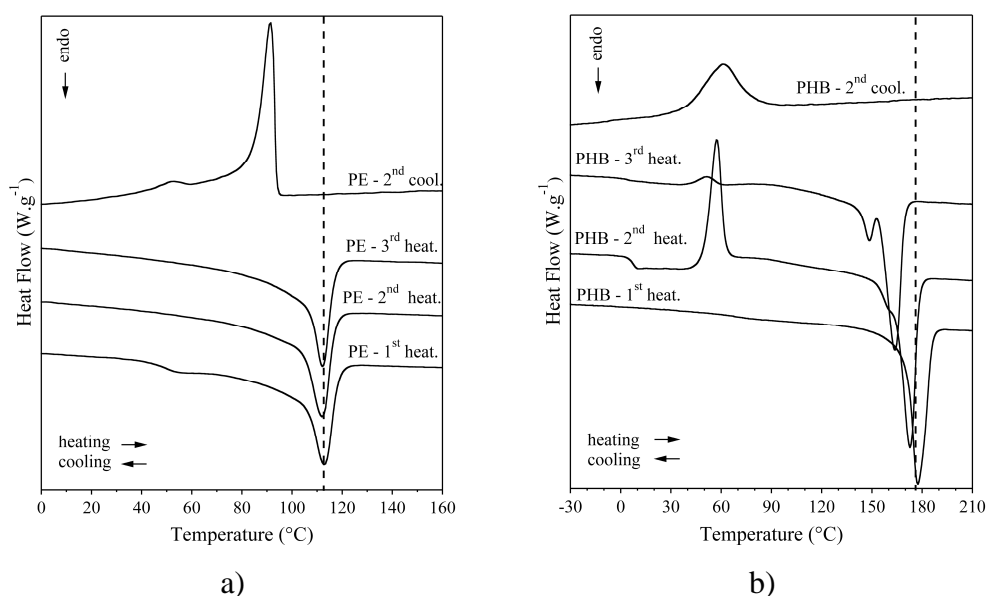 endo
PE - 2nd cool.
PE - 3rd heat.
PE - 2nd heat.
PE - 1st heat.
heating
cooling
Heat Flow (W.g-1)
0 20 40 60 80 100 120 140 160
Temperature (°C)
a)
endo
PHB - 2nd cool.
PHB - 3rd heat.
PHB - 2nd heat.
PHB - 1st heat.
heating
cooling
Heat Flow (W.g-1)
-30 0 30 60 90 120 150 180 210
Temperature (°C)
b)